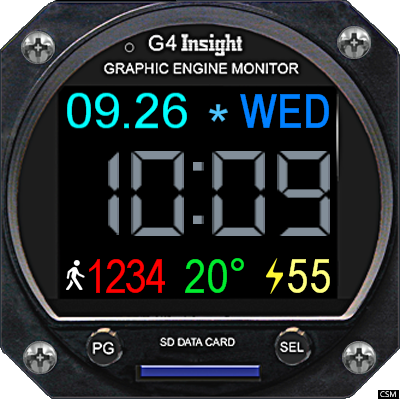 G4 Insight
GRAPHIC ENGINE MONITOR
09.26 * WED
10:09
1234 20° 55
PG SD DATA CARD SEL
CSM